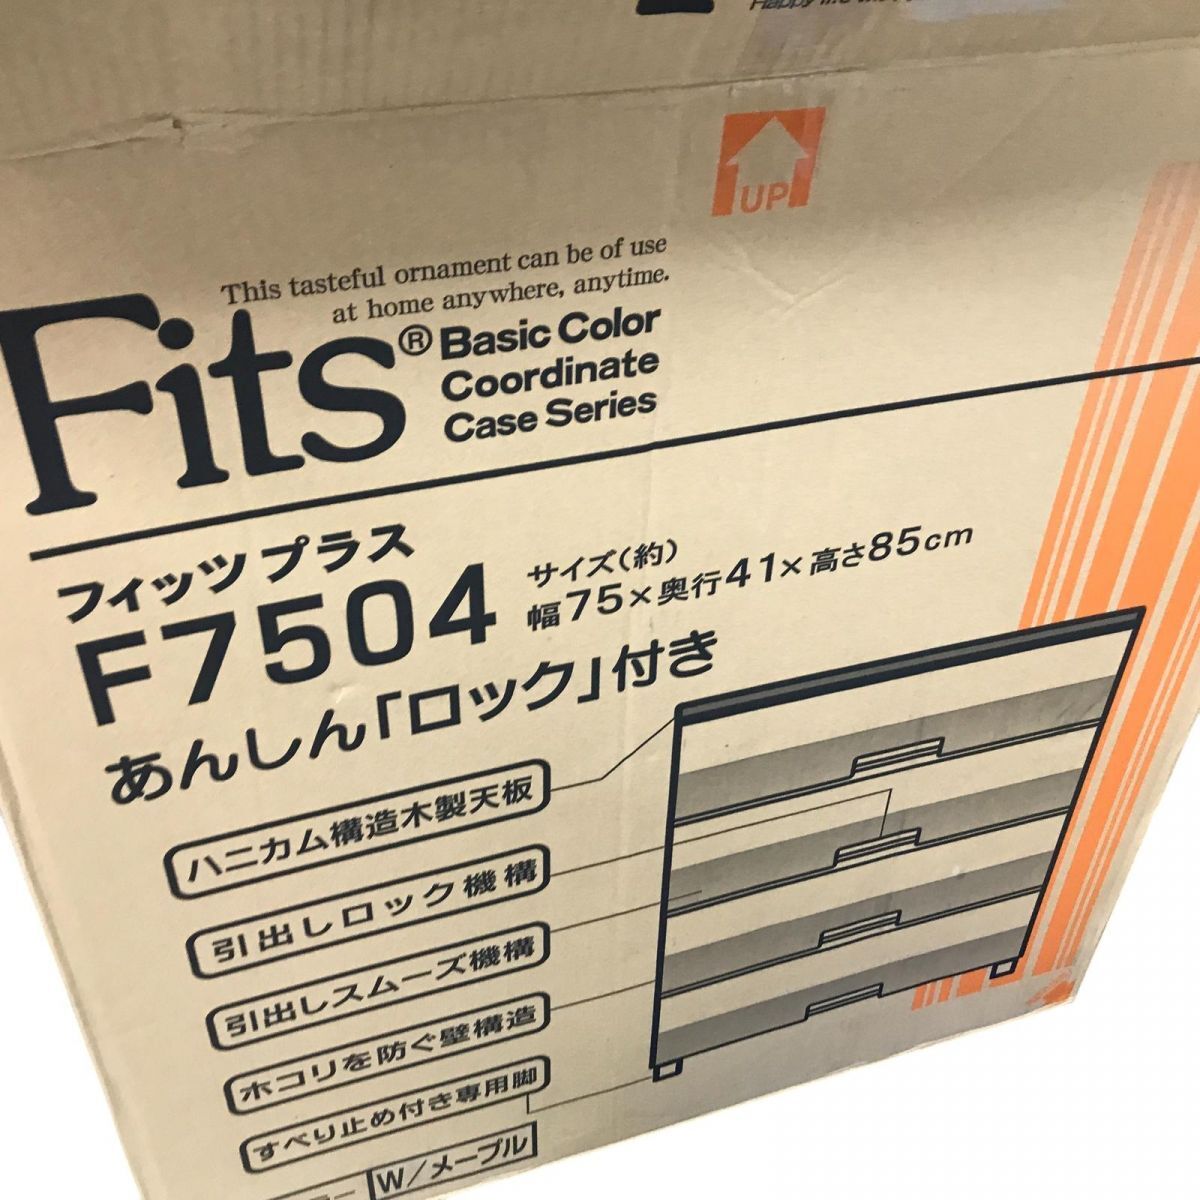 UP
This tasteful ornament can be of use
at home anywhere, anytime.
Fits®
Basic Color
Coordinate
Case Series
フィッツプラス
F7504
サイズ(約)
幅75×奥行41×高さ85cm
あんしん「ロック」付き
ハニカム構造木製天板
引出しロック機構
引出しスムーズ機構
ホコリを防ぐ壁構造
すべり止め付き専用脚
W/メープル